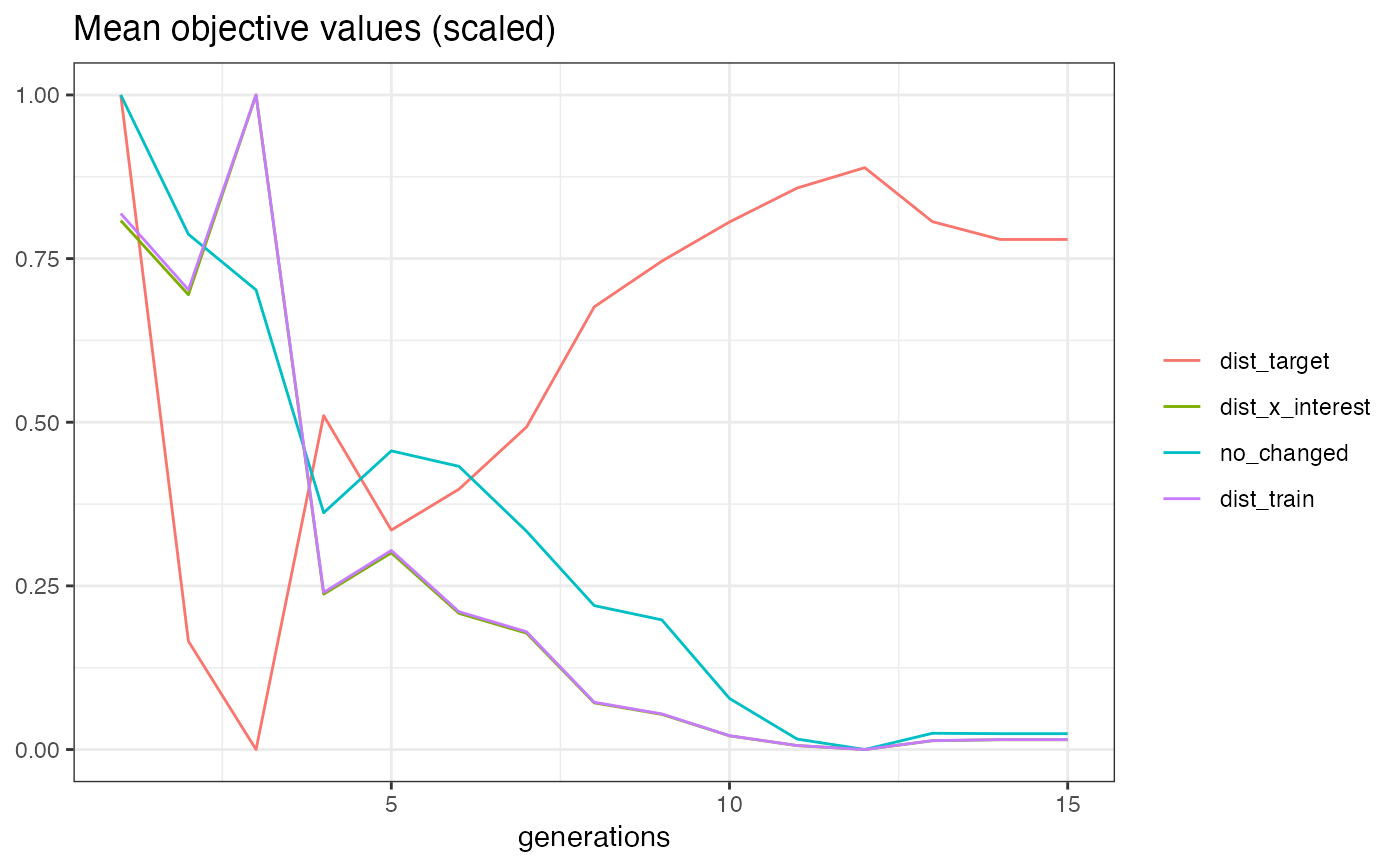 Mean objective values (scaled)
1.00
0.75
0.50
0.25
0.00
5
10
15
generations
dist_target
dist_x_interest
no_changed
dist_train